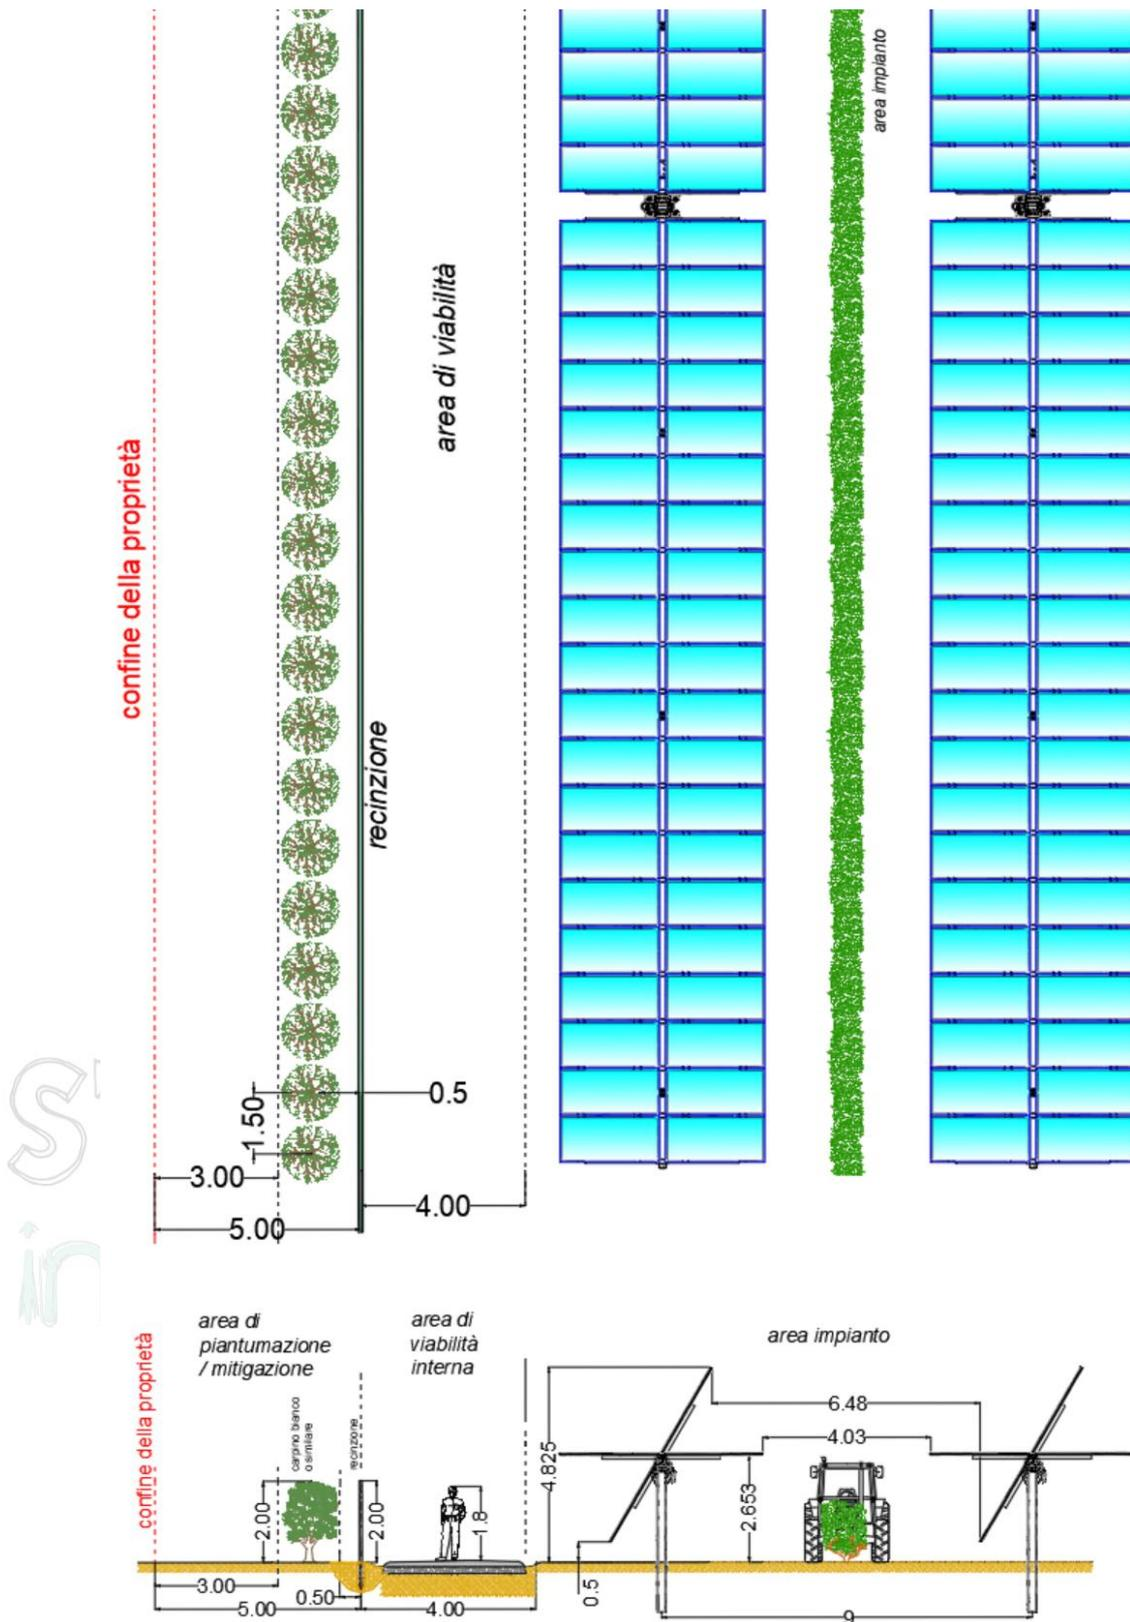 area impianto
area di viabilità
confine della proprietà
recinzione
0.5
1.50
3.00
4.00
5.00
area di
piantumazione
/ mitigazione
area di
viabilità
interna
area impianto
confine della proprietà
carpino bianco
o similare
recinzione
6.48
4.03
4.825
2.00
2.00
1.8
2.653
3.00
0.50
0.5
5.00
4.00
9